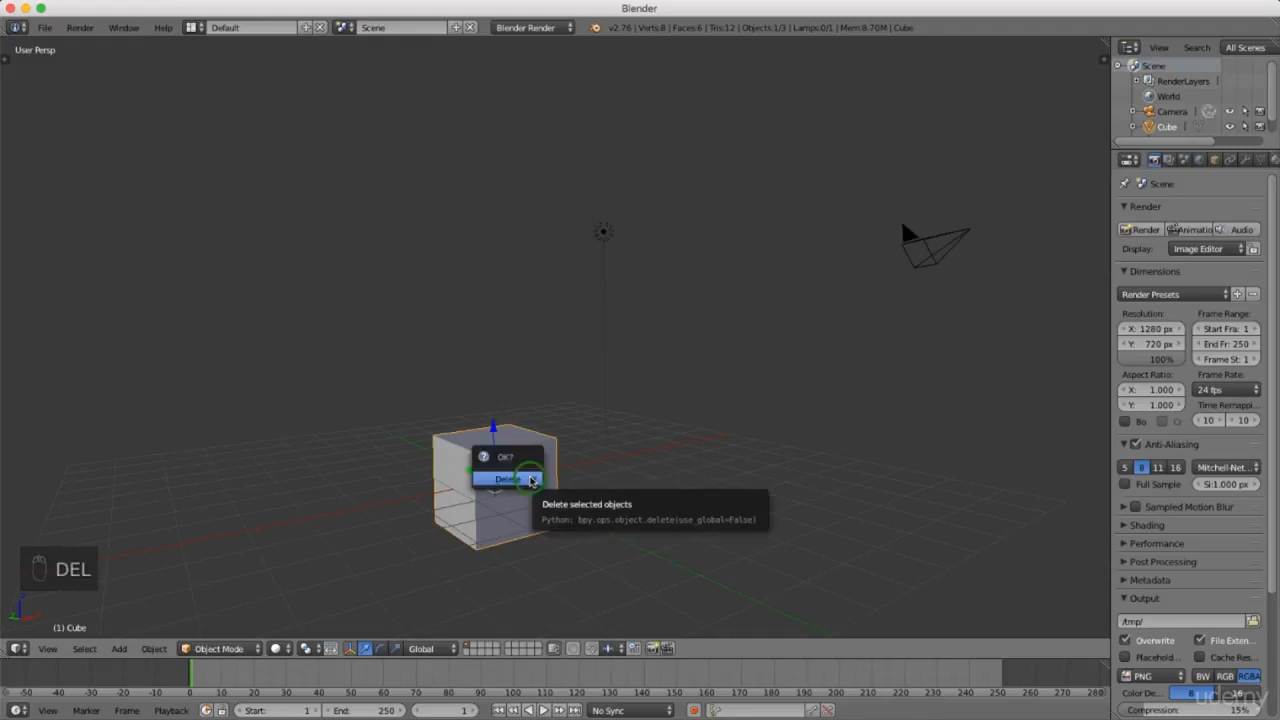 Blender
File Render Window Help Default Scene Blender Render v2.76 | Verts:8 | Faces:6 | Tris:12 | Objects:1/3 | Lamps:0/1 | Mem:8.70M | Cube
User Persp
View Search All Scenes
Scene
RenderLayers
World
Camera
Cube
Scene
Render
Render Animatio Audio
Display: Image Editor
Dimensions
Render Presets
Resolution: Frame Range:
X: 1280 px Start Fra: 1
Y: 720 px End Fr: 250
100% Frame St: 1
Aspect Ratio: Frame Rate:
X: 1.000 24 fps
Y: 1.000 Time Remappi...
Bo Cr 10 10
Anti-Aliasing
5 8 11 16 Mitchell-Net...
Full Sample Si:1.000 px
Sampled Motion Blur
Shading
Performance
Post Processing
Metadata
Output
/tmp/
Overwrite File Exten...
Placehold... Cache Res...
PNG BW RGB RGBA
Color De... 8 16
Compression: 15%
OK?
Delete
Delete selected objects
Python: bpy.ops.object.delete(use_global=False)
DEL
(1) Cube
View Select Add Object Object Mode Global
-50 -40 -30 -20 -10 0 10 20 30 40 50 60 70 80 90 100 110 120 130 140 150 160 170 180 190 200 210 220 230 240 250 260 270 280
View Marker Frame Playback Start: 1 End: 250 1 No Sync
udemy